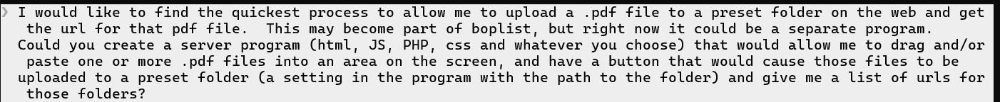 ❯ I would like to find the quickest process to allow me to upload a .pdf file to a preset folder on the web and get
the url for that pdf file.  This may become part of boplist, but right now it could be a separate program.
Could you create a server program (html, JS, PHP, css and whatever you choose) that would allow me to drag and/or
paste one or more .pdf files into an area on the screen, and have a button that would cause those files to be
uploaded to a preset folder (a setting in the program with the path to the folder) and give me a list of urls for
those folders?